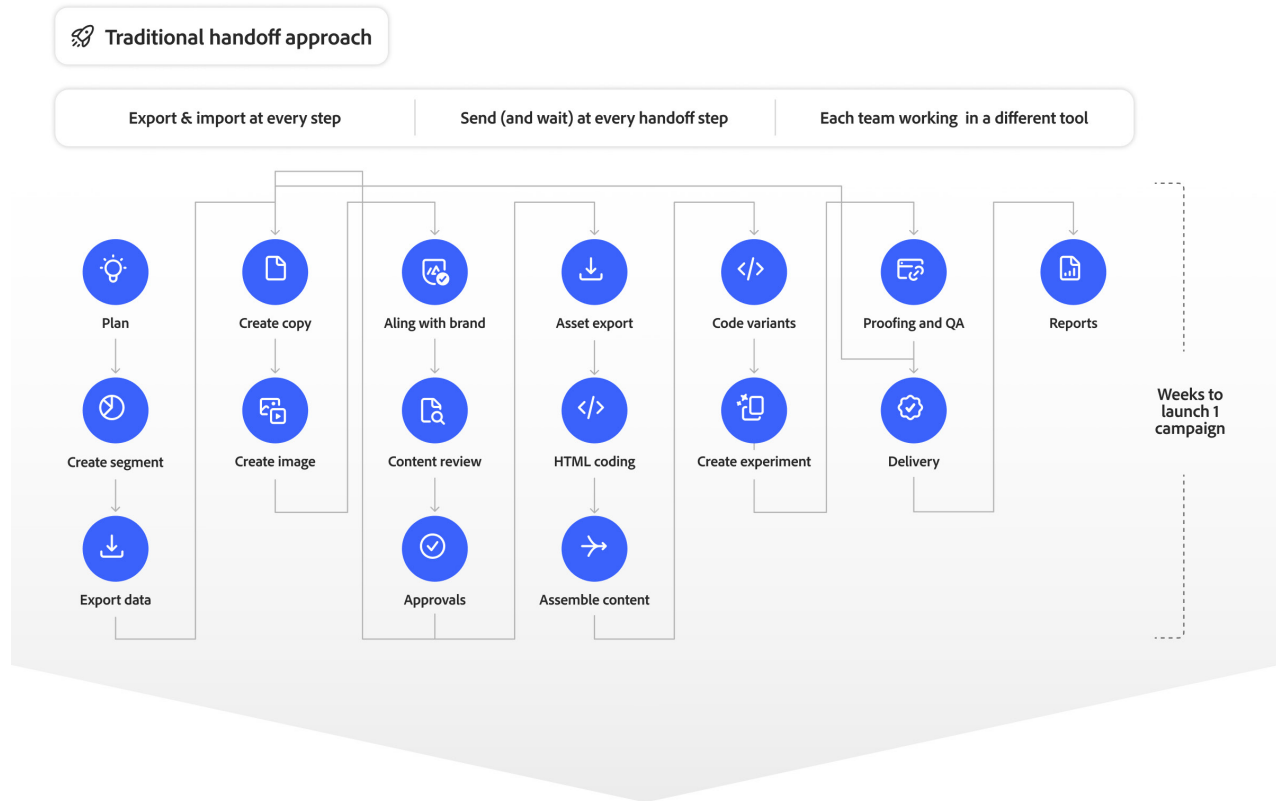 Traditional handoff approach
Export & import at every step
Send (and wait) at every handoff step
Each team working in a different tool
Plan
Create copy
Aling with brand
Asset export
Code variants
Proofing and QA
Reports
Create segment
Create image
Content review
HTML coding
Create experiment
Delivery
Export data
Approvals
Assemble content
Weeks to
launch 1
campaign